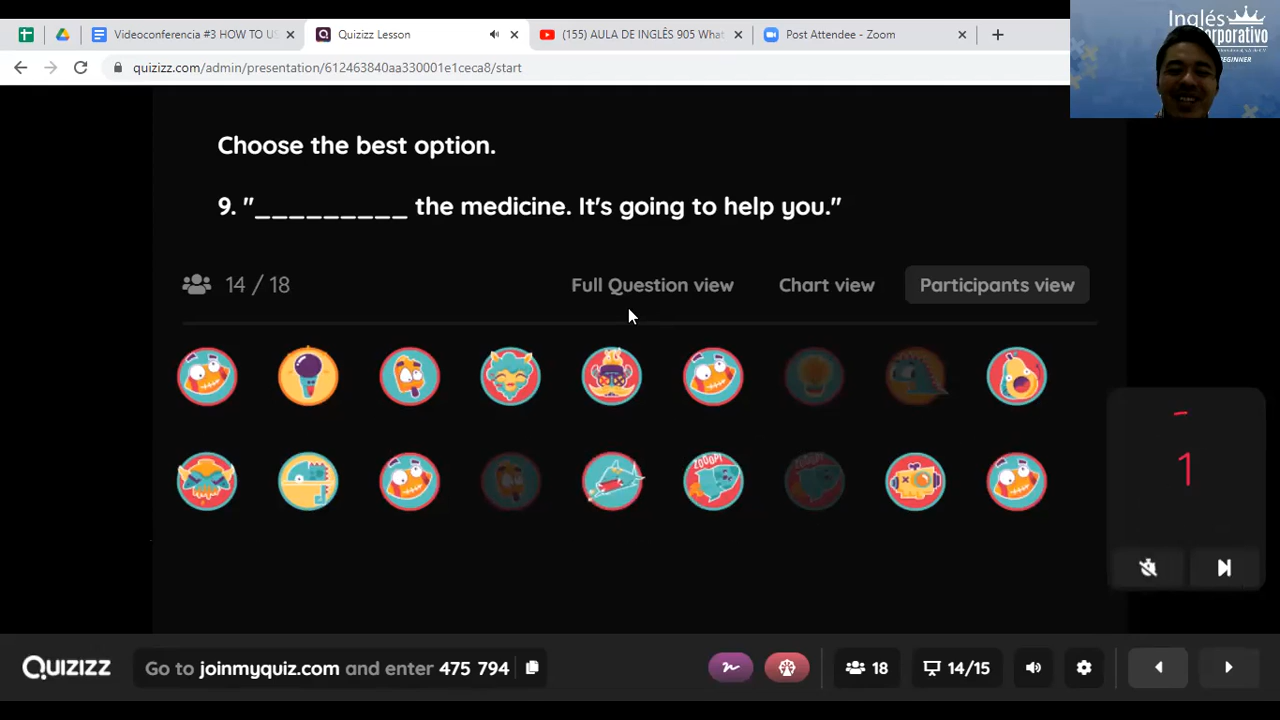 Videoconferencia #3 HOW TO U
Quizizz Lesson
(155) AULA DE INGLÊS 905 What
Post Attendee - Zoom
quizizz.com/admin/presentation/612463840aa330001e1ceca8/start
Inglés
Corporativo
BEGINNER
Choose the best option.
9. "_________ the medicine. It's going to help you."
14 / 18
Full Question view
Chart view
Participants view
ZOOOP!
ZOOOP!
1
QUIZIZZ
Go to joinmyquiz.com and enter 475 794
18
14/15